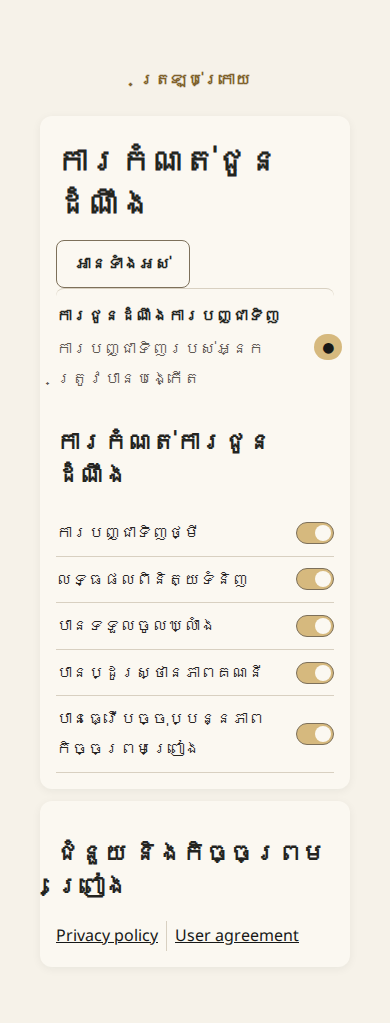 ត្រឡប់ក្រោយ
ការកំណត់ជូន
ដំណឹង
អានទាំងអស់
ការជូនដំណឹងការបញ្ជាទិញ
ការបញ្ជាទិញរបស់អ្នក
ត្រូវបានបង្កើត
ការកំណត់ការជូន
ដំណឹង
ការបញ្ជាទិញថ្មី
លទ្ធផលពិនិត្យទំនិញ
បានទទួលចូលឃ្លាំង
បានប្ដូរស្ថានភាពគណនី
បានធ្វើបច្ចុប្បន្នភាព
កិច្ចព្រមព្រៀង
ជំនួយ និងកិច្ចព្រម
ព្រៀង
Privacy policy User agreement